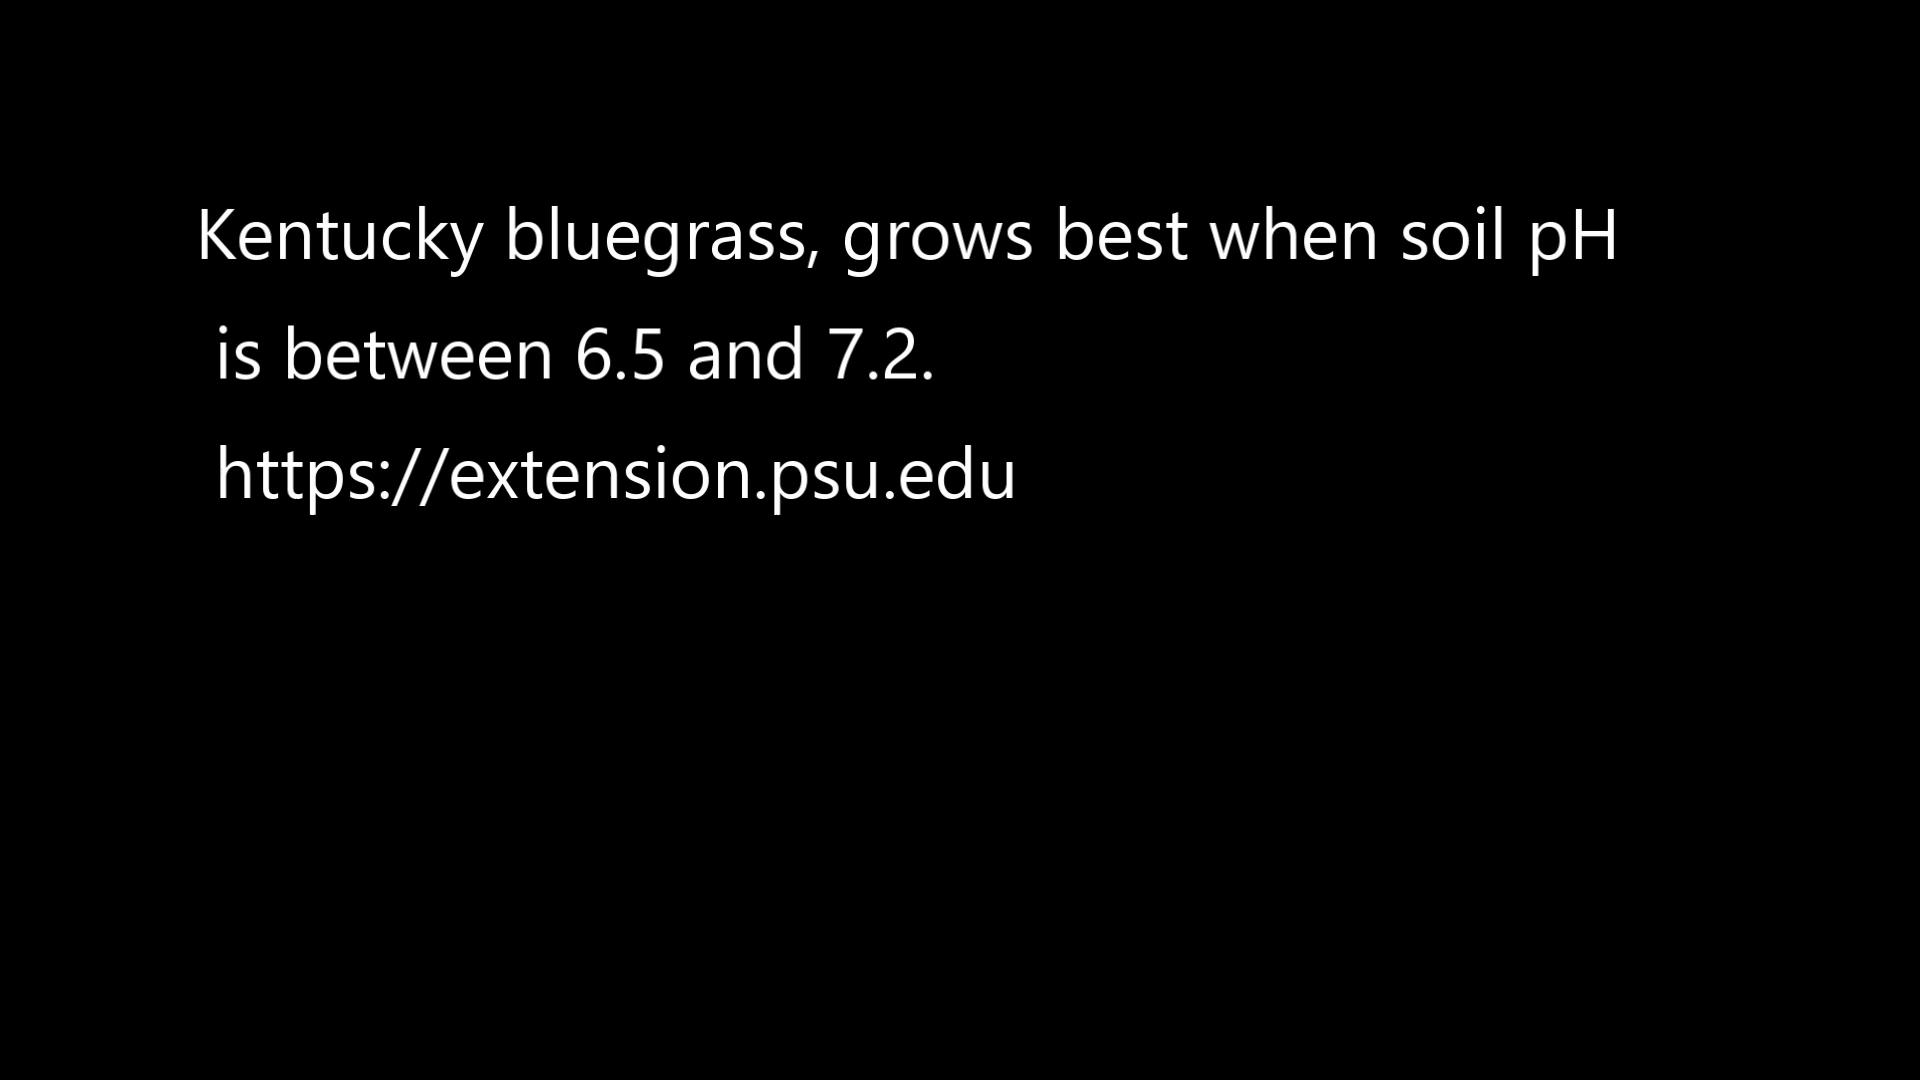 Kentucky bluegrass, grows best when soil pH
is between 6.5 and 7.2.
https://extension.psu.edu